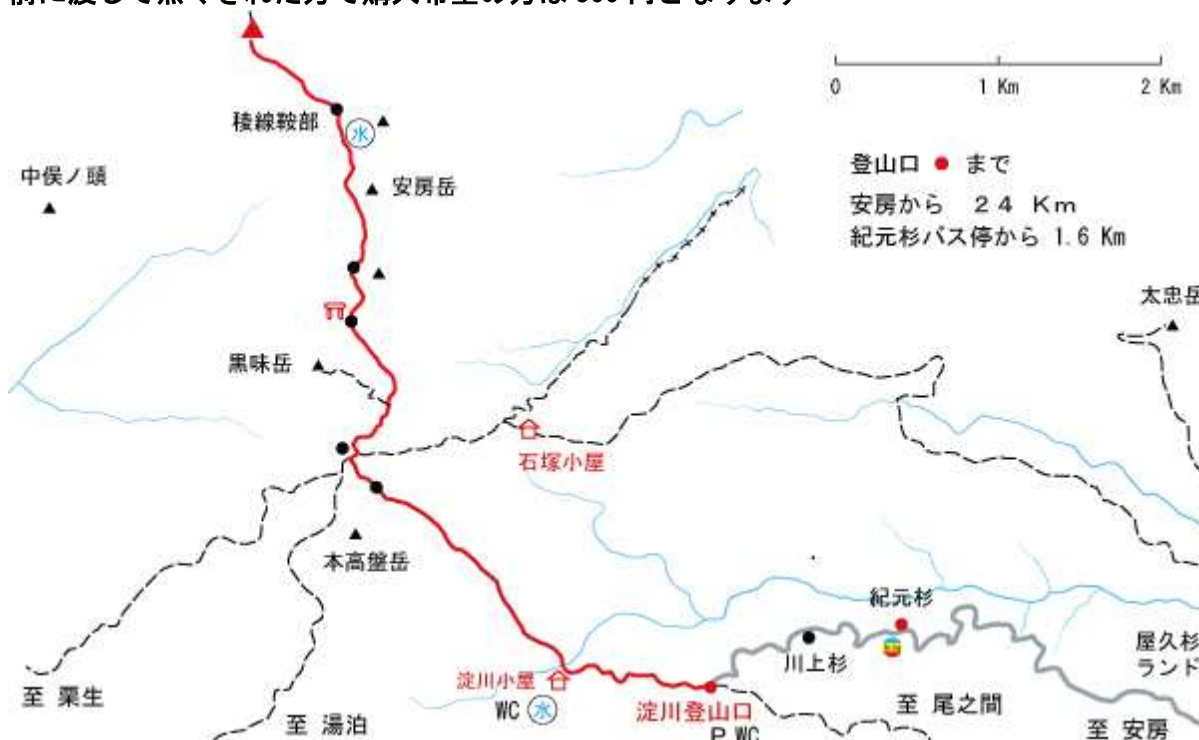 稜線鞍部
水
0 1 Km 2 Km
中俣ノ頭
安房岳
登山口 ● まで
安房から 24 Km
紀元杉バス停から 1.6 Km
太忠岳
黒味岳
石塚小屋
本高盤岳
紀元杉
川上杉
屋久杉
ランド
淀川小屋
WC 水
淀川登山口
P WC
至 栗生
至 湯泊
至 尾之間
至 安房